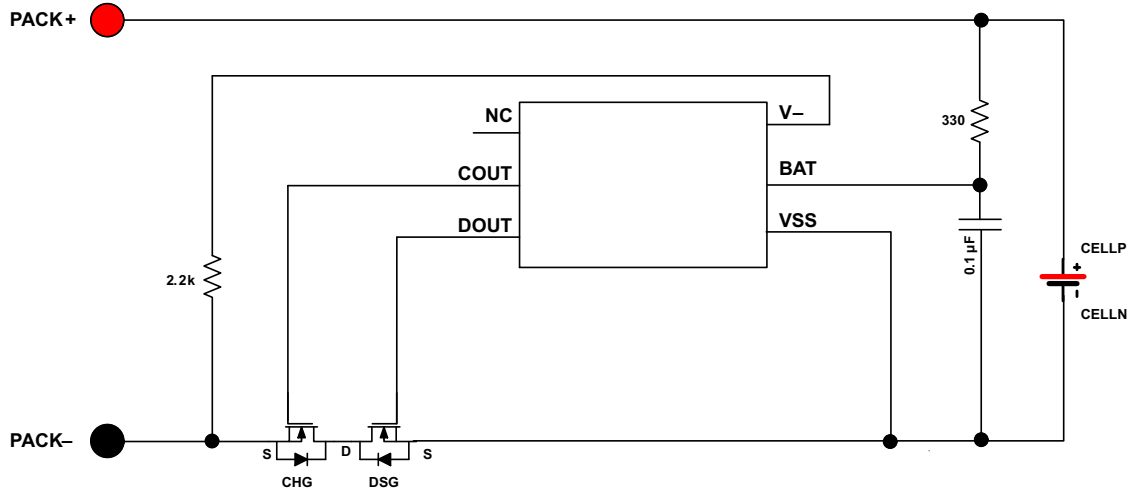 PACK+
NC
V–
330
COUT
BAT
DOUT
VSS
0.1 µF
CELLP
+
2.2k
-
CELLN
PACK–
S
D
S
CHG
DSG